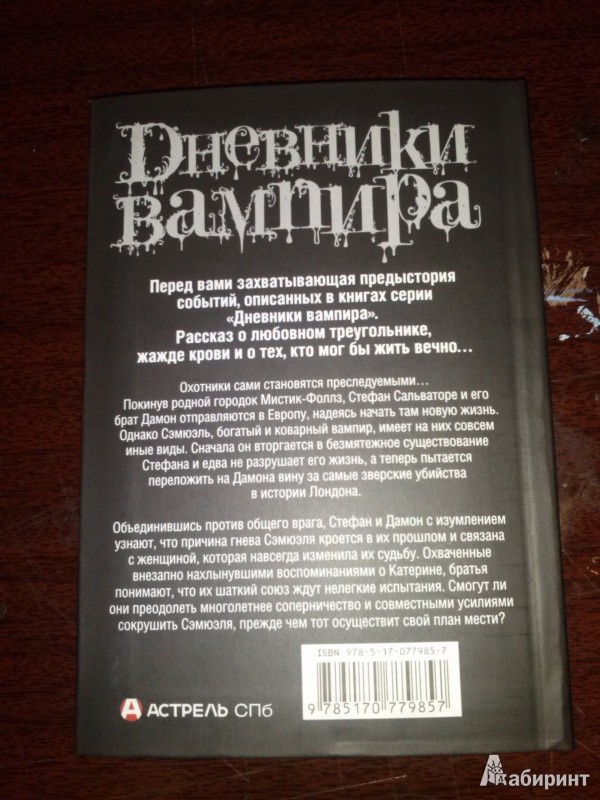 Дневники
вампира
Перед вами захватывающая предыстория
событий, описанных в книгах серии
«Дневники вампира».
Рассказ о любовном треугольнике,
жажде крови и о тех, кто мог бы жить вечно...
Охотники сами становятся преследуемыми...
Покинув родной городок Мистик-Фоллз, Стефан Сальваторе и его
брат Дамон отправляются в Европу, надеясь начать там новую жизнь.
Однако Сэмюэль, богатый и коварный вампир, имеет на них совсем
иные виды. Сначала он вторгается в безмятежное существование
Стефана и едва не разрушает его жизнь, а теперь пытается
переложить на Дамона вину за самые зверские убийства
в истории Лондона.
Объединившись против общего врага, Стефан и Дамон с изумлением
узнают, что причина гнева Сэмюэля кроется в их прошлом и связана
с женщиной, которая навсегда изменила их судьбу. Охваченные
внезапно нахлынувшими воспоминаниями о Катерине, братья
понимают, что их шаткий союз ждут нелегкие испытания. Смогут ли
они преодолеть многолетнее соперничество и совместными усилиями
сокрушить Сэмюэля, прежде чем тот осуществит свой план мести?
ISBN 978-5-17-077985-7
9 785170 779857
АСТРЕЛЬ СПб
Лабиринт